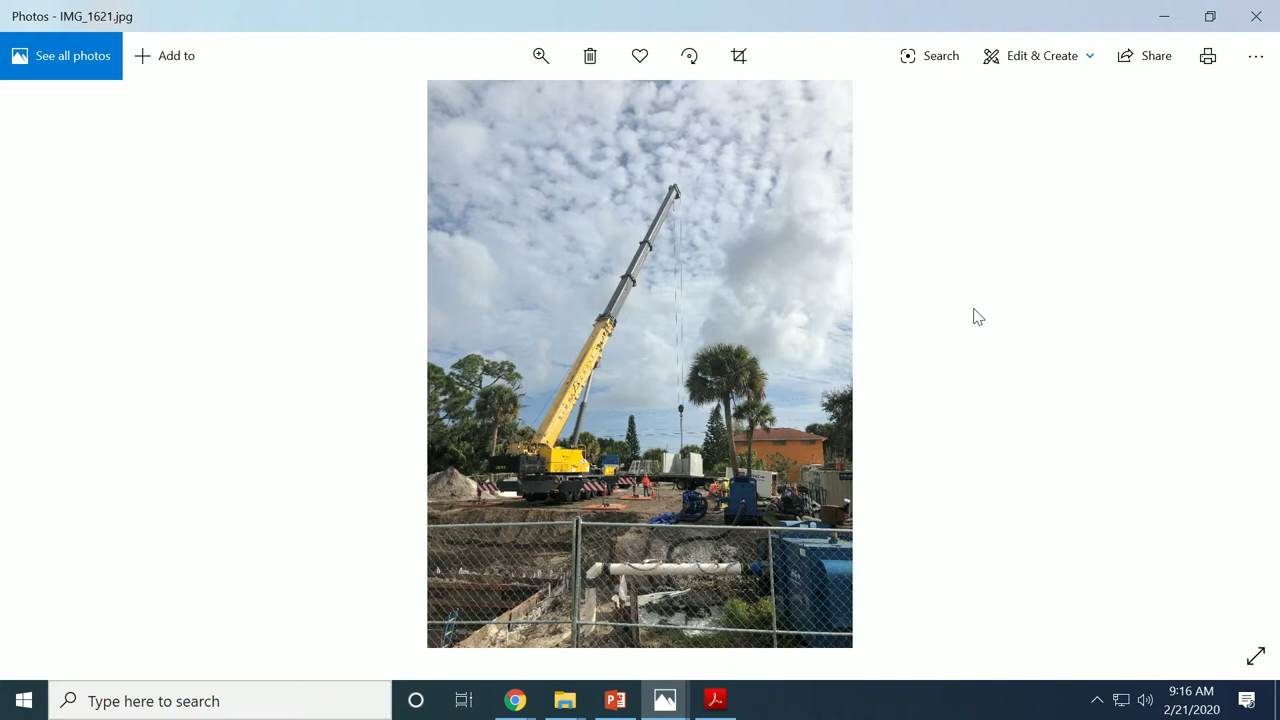 Photos - IMG_1621.jpg
See all photos
Add to
Search
Edit & Create
Share
Type here to search
9:16 AM
2/21/2020